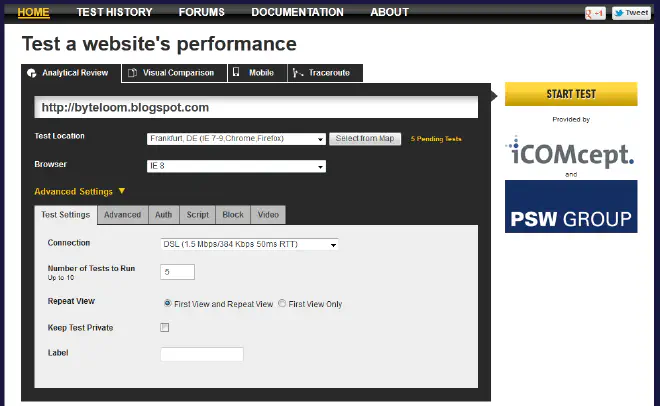 HOME TEST HISTORY FORUMS DOCUMENTATION ABOUT +1 Tweet
Test a website's performance
Analytical Review Visual Comparison Mobile Traceroute
http://byteloom.blogspot.com
START TEST
Test Location Frankfurt, DE (IE 7-9,Chrome,Firefox) Select from Map 5 Pending Tests
Provided by
Browser IE 8
iCOMcept.
and
Advanced Settings
PSW GROUP
Test Settings Advanced Auth Script Block Video
Connection DSL (1.5 Mbps/384 Kbps 50ms RTT)
Number of Tests to Run 5
Up to 10
Repeat View First View and Repeat View First View Only
Keep Test Private
Label